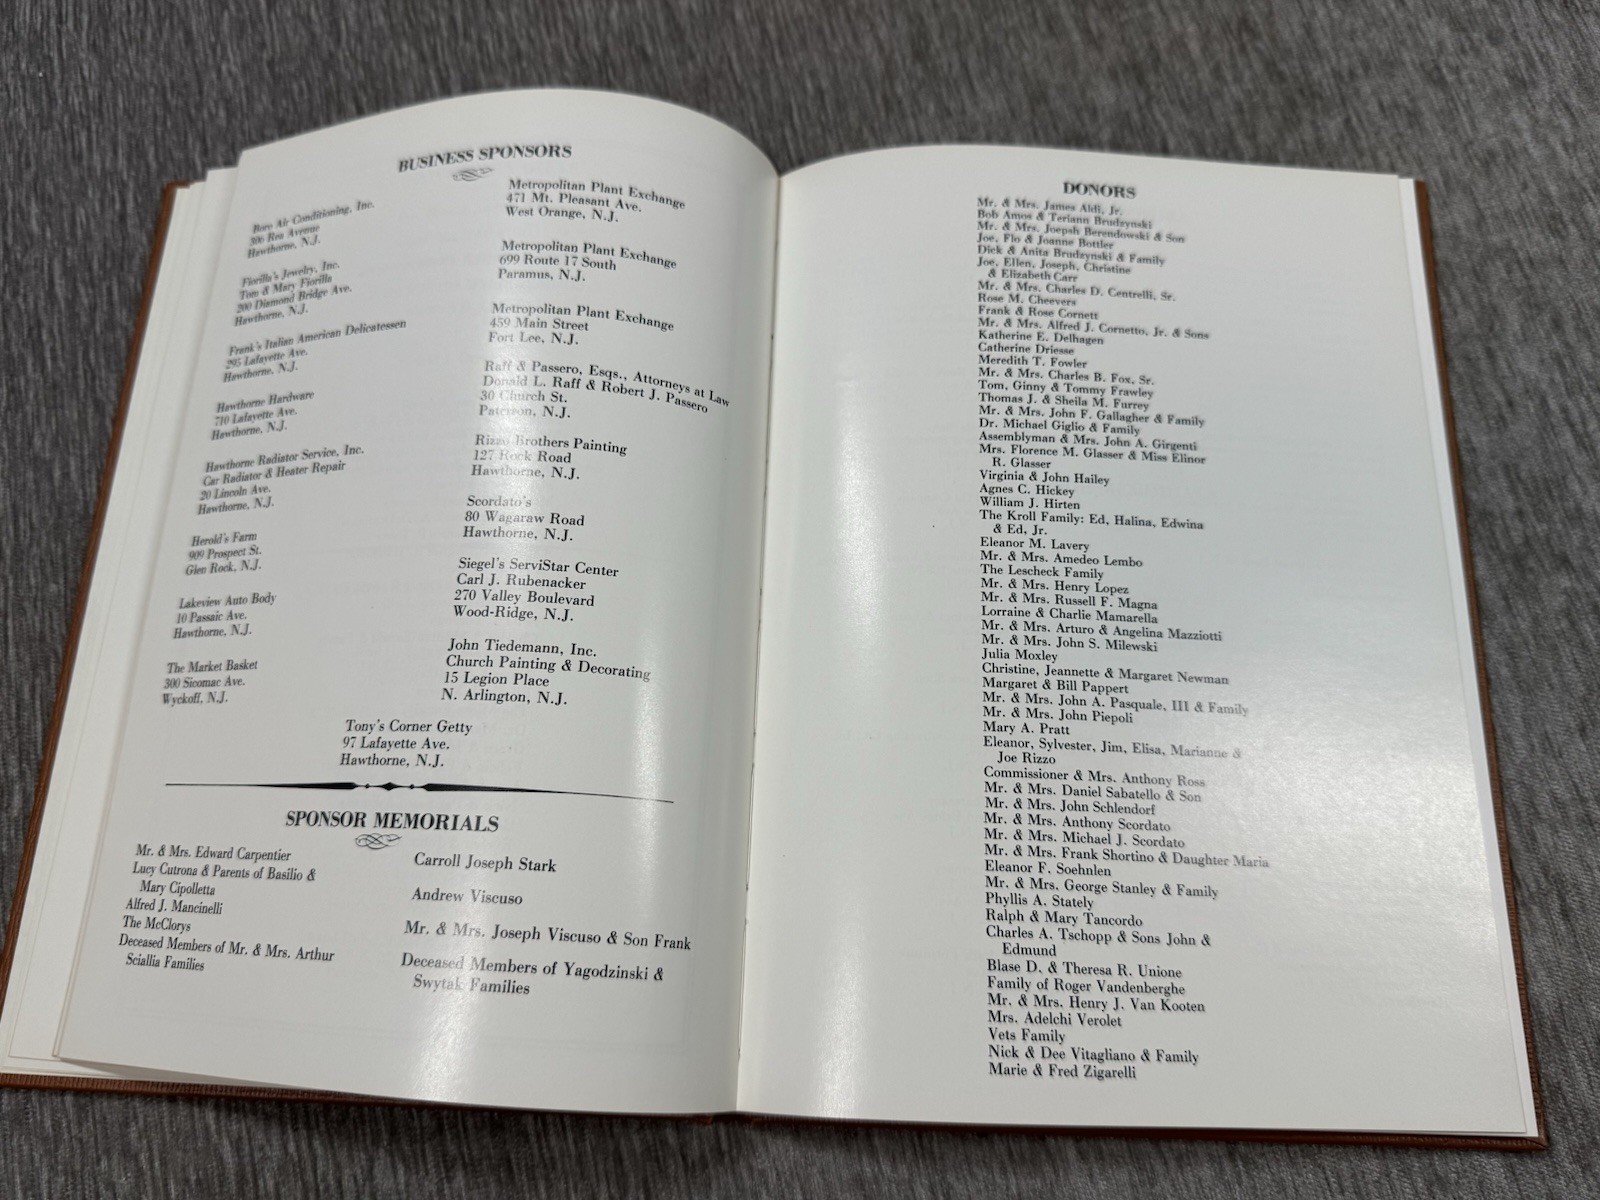 BUSINESS SPONSORS
Boro Air Conditioning, Inc.
306 Rea Avenue
Hawthorne, N.J.
Fiorilla's Jewelry, Inc.
Tom & Mary Fiorilla
200 Diamond Bridge Ave.
Hawthorne, N.J.
Frank's Italian American Delicatessen
295 Lafayette Ave.
Hawthorne, N.J.
Hawthorne Hardware
710 Lafayette Ave.
Hawthorne, N.J.
Hawthorne Radiator Service, Inc.
Car Radiator & Heater Repair
20 Lincoln Ave.
Hawthorne, N.J.
Herold's Farm
909 Prospect St.
Glen Rock, N.J.
Lakeview Auto Body
10 Passaic Ave.
Hawthorne, N.J.
The Market Basket
300 Sicomac Ave.
Wyckoff, N.J.
Metropolitan Plant Exchange
471 Mt. Pleasant Ave.
West Orange, N.J.
Metropolitan Plant Exchange
699 Route 17 South
Paramus, N.J.
Metropolitan Plant Exchange
459 Main Street
Fort Lee, N.J.
Raff & Passero, Esqs., Attorneys at Law
Donald L. Raff & Robert J. Passero
30 Church St.
Paterson, N.J.
Rizzo Brothers Painting
127 Rock Road
Hawthorne, N.J.
Scordato's
80 Wagaraw Road
Hawthorne, N.J.
Siegel's ServiStar Center
Carl J. Rubenacker
270 Valley Boulevard
Wood-Ridge, N.J.
John Tiedemann, Inc.
Church Painting & Decorating
15 Legion Place
N. Arlington, N.J.
Tony's Corner Getty
97 Lafayette Ave.
Hawthorne, N.J.
SPONSOR MEMORIALS
Mr. & Mrs. Edward Carpentier
Lucy Cutrona & Parents of Basilio &
Mary Cipolletta
Alfred J. Mancinelli
The McClorys
Deceased Members of Mr. & Mrs. Arthur
Sciallia Families
Carroll Joseph Stark
Andrew Viscuso
Mr. & Mrs. Joseph Viscuso & Son Frank
Deceased Members of Yagodzinski &
Swytak Families
DONORS
Mr. & Mrs. James Aldi, Jr.
Bob Amos & Teriann Brudzynski
Mr. & Mrs. Joepsh Berendowski & Son
Joe, Flo & Joanne Bottler
Dick & Anita Brudzynski & Family
Joe, Ellen, Joseph, Christine
& Elizabeth Carr
Mr. & Mrs. Charles D. Centrelli, Sr.
Rose M. Cheevers
Frank & Rose Cornett
Mr. & Mrs. Alfred J. Cornetto, Jr. & Sons
Katherine E. Delhagen
Catherine Driesse
Meredith T. Fowler
Mr. & Mrs. Charles B. Fox, Sr.
Tom, Ginny & Tommy Frawley
Thomas J. & Sheila M. Furrey
Mr. & Mrs. John F. Gallagher & Family
Dr. Michael Giglio & Family
Assemblyman & Mrs. John A. Girgenti
Mrs. Florence M. Glasser & Miss Elinor
R. Glasser
Virginia & John Hailey
Agnes C. Hickey
William J. Hirten
The Kroll Family: Ed, Halina, Edwina
& Ed, Jr.
Eleanor M. Lavery
Mr. & Mrs. Amedeo Lembo
The Lescheck Family
Mr. & Mrs. Henry Lopez
Mr. & Mrs. Russell F. Magna
Lorraine & Charlie Mamarella
Mr. & Mrs. Arturo & Angelina Mazziotti
Mr. & Mrs. John S. Milewski
Julia Moxley
Christine, Jeannette & Margaret Newman
Margaret & Bill Pappert
Mr. & Mrs. John A. Pasquale, III & Family
Mr. & Mrs. John Piepoli
Mary A. Pratt
Eleanor, Sylvester, Jim, Elisa, Marianne &
Joe Rizzo
Commissioner & Mrs. Anthony Ross
Mr. & Mrs. Daniel Sabatello & Son
Mr. & Mrs. John Schlendorf
Mr. & Mrs. Anthony Scordato
Mr. & Mrs. Michael J. Scordato
Mr. & Mrs. Frank Shortino & Daughter Maria
Eleanor F. Soehnlen
Mr. & Mrs. George Stanley & Family
Phyllis A. Stately
Ralph & Mary Tancordo
Charles A. Tschopp & Sons John &
Edmund
Blase D. & Theresa R. Unione
Family of Roger Vandenberghe
Mr. & Mrs. Henry J. Van Kooten
Mrs. Adelchi Verolet
Vets Family
Nick & Dee Vitagliano & Family
Marie & Fred Zigarelli